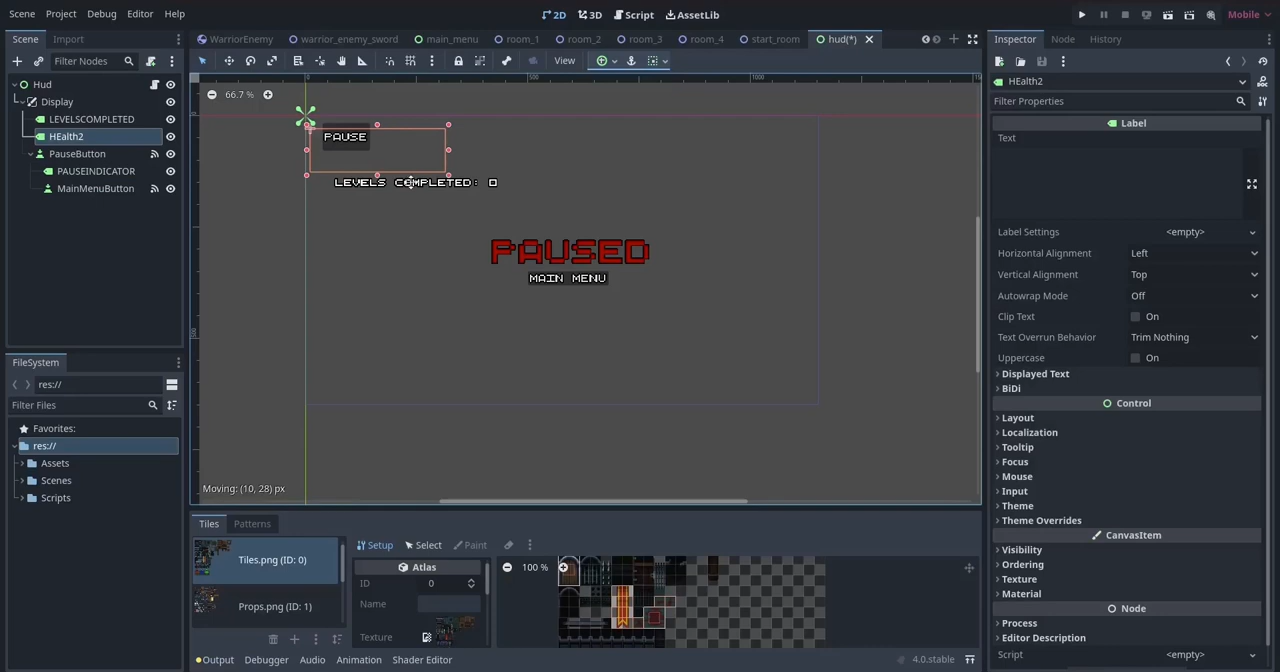 Scene Project Debug Editor Help 2D 3D Script AssetLib Mobile
Scene Import WarriorEnemy warrior_enemy_sword main_menu room_1 room_2 room_3 room_4 start_room hud(*) Inspector Node History
Filter Nodes View
Hud HEalth2
Display 66.7 % Filter Properties
LEVELSCOMPLETED Label
HEalth2 PAUSE Text
PauseButton
PAUSEINDICATOR
MainMenuButton LEVELS COMPLETED: 0
Label Settings <empty>
PAUSED Horizontal Alignment Left
MAIN MENU Vertical Alignment Top
Autowrap Mode Off
Clip Text On
Text Overrun Behavior Trim Nothing
FileSystem Uppercase On
res:// Displayed Text
Filter Files BiDi
Favorites: Control
res:// Layout
Assets Localization
Scenes Tooltip
Scripts Focus
Mouse
Moving: (10, 28) px Input
Theme
Tiles Patterns Theme Overrides
CanvasItem
Setup Select Paint Visibility
Tiles.png (ID: 0) Atlas 100 % Ordering
ID 0 Texture
Name Material
Props.png (ID: 1) Node
Process
Texture Editor Description
Output Debugger Audio Animation Shader Editor 4.0.stable Script <empty>